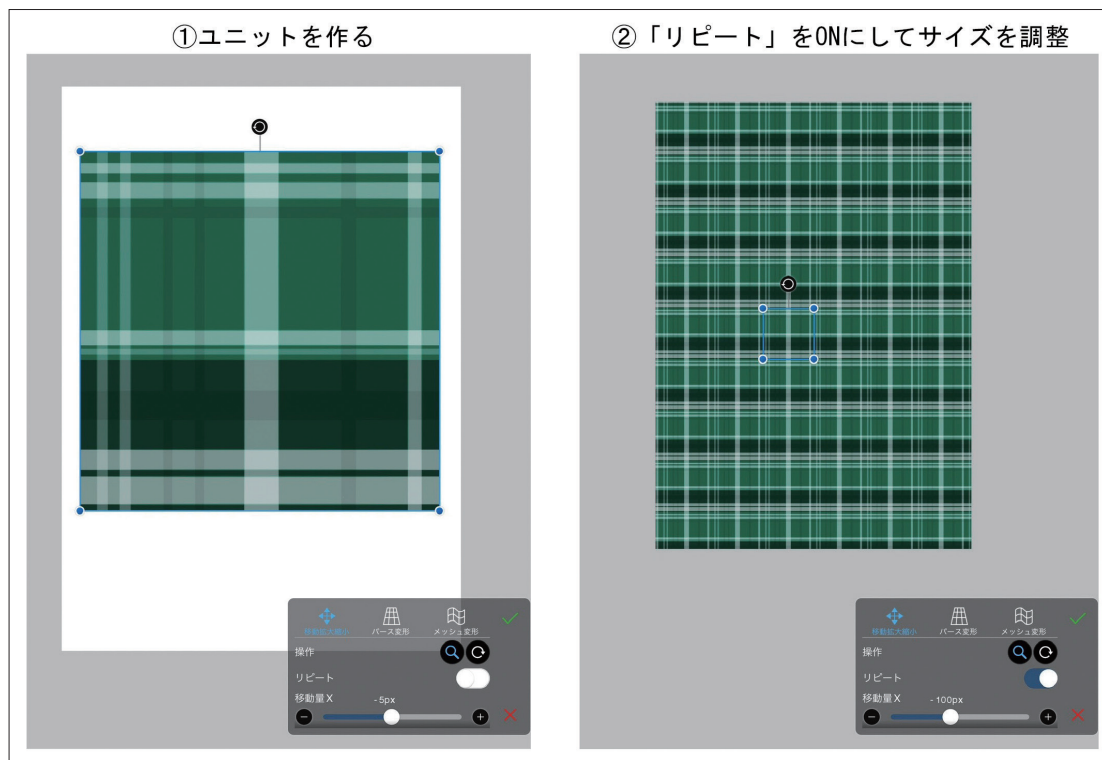 ①ユニットを作る
②「リピート」をONにしてサイズを調整
移動拡大縮小 パース変形 メッシュ変形
操作
リピート
移動量X -5px
移動拡大縮小 パース変形 メッシュ変形
操作
リピート
移動量X -100px